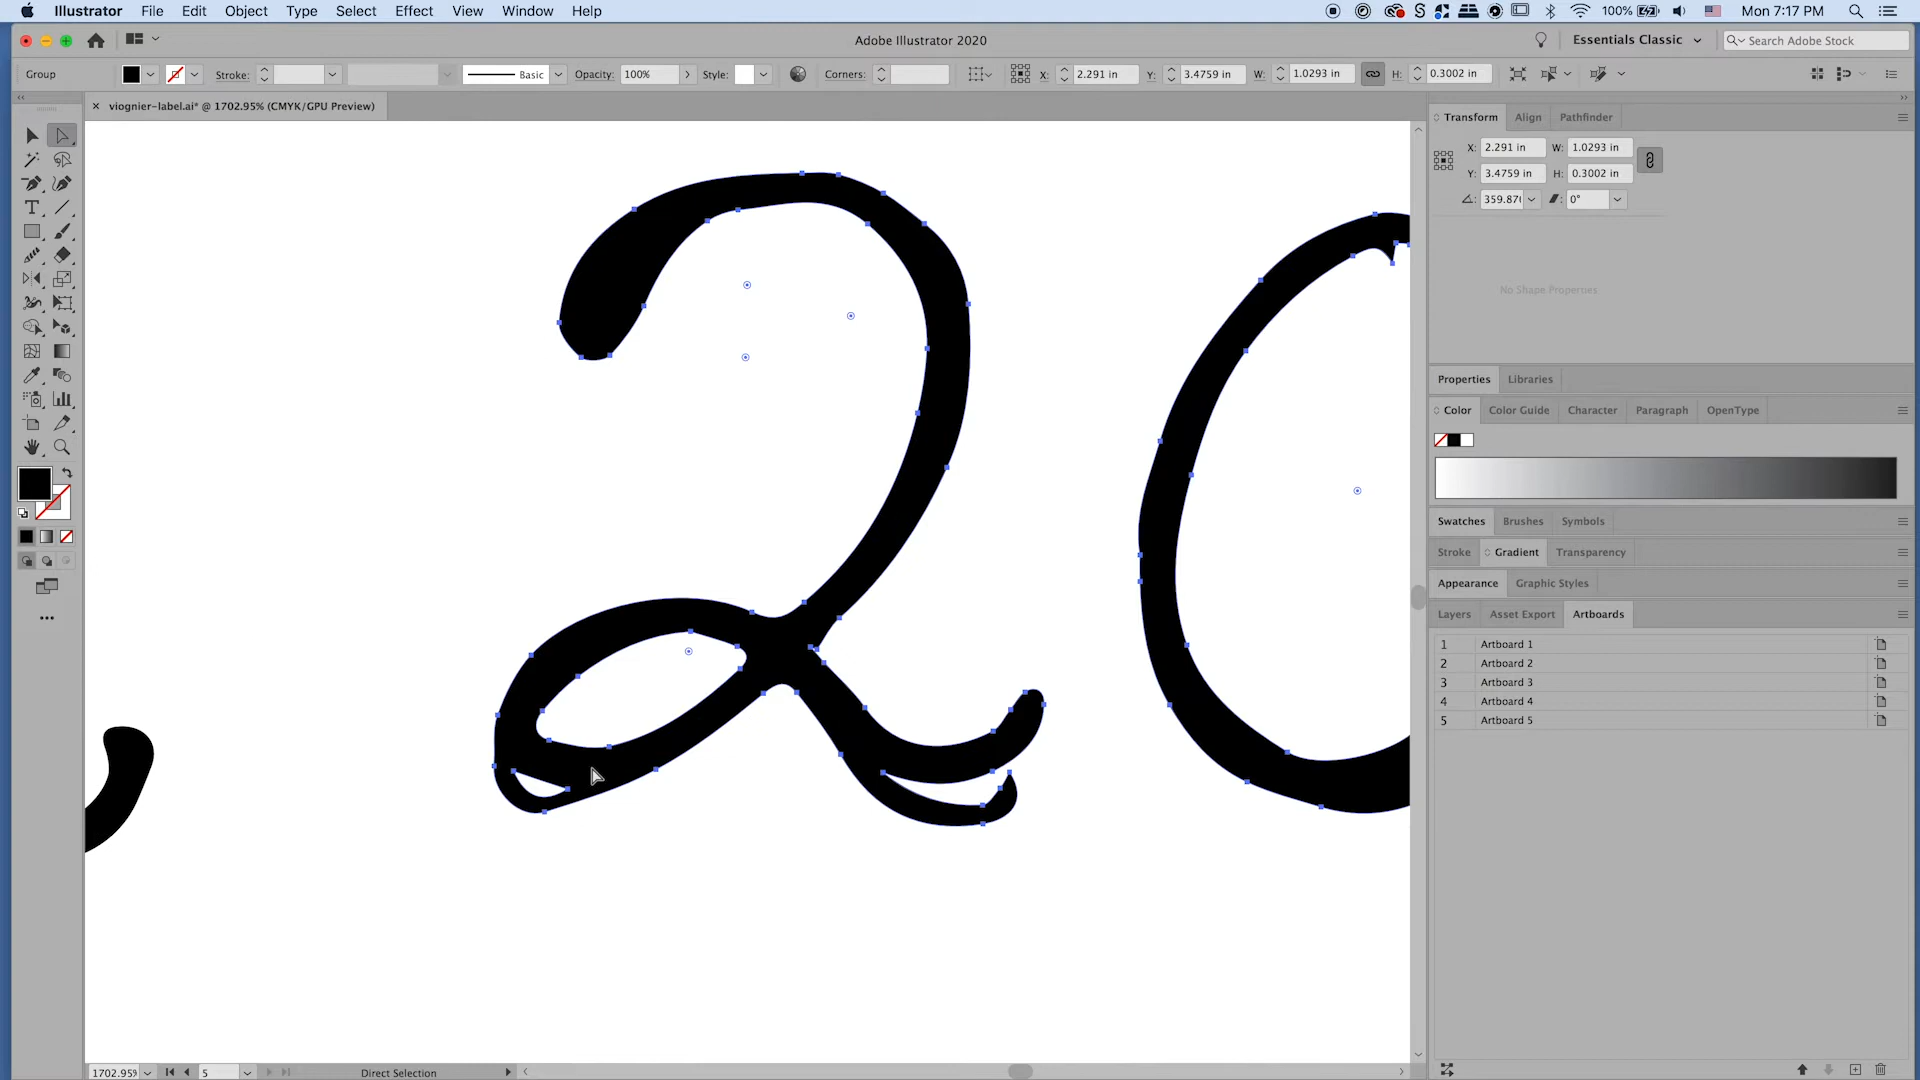 Illustrator File Edit Object Type Select Effect View Window Help 100% Mon 7:17 PM
Adobe Illustrator 2020 Essentials Classic Search Adobe Stock
Group Stroke: Basic Opacity: 100% Style: Corners: X: 2.291 in Y: 3.4759 in W: 1.0293 in H: 0.3002 in
× viognier-label.ai* @ 1702.95% (CMYK/GPU Preview)
Transform Align Pathfinder
X: 2.291 in W: 1.0293 in
Y: 3.4759 in H: 0.3002 in
0°
No Shape Properties
Properties Libraries
Color Color Guide Character Paragraph OpenType
Swatches Brushes Symbols
Stroke Gradient Transparency
Appearance Graphic Styles
Layers Asset Export Artboards
1 Artboard 1
2 Artboard 2
3 Artboard 3
4 Artboard 4
5 Artboard 5
2
1702.95% 5 Direct Selection